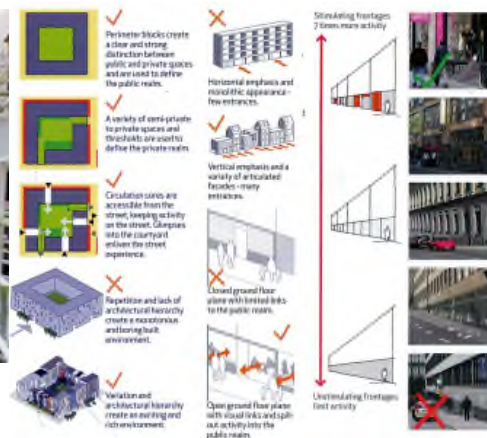 Perimeter blocks create
a clear and strong
distinction between
public and private spaces
and are used to define
the public realm.
A variety of semi-private
to private spaces and
thresholds are used to
define the private realm.
Circulation cores are
accessible from the
street, keeping activity
on the street. Glimpses
into the courtyard
enliven the street
experience.
Repetition and lack of
architectural hierarchy
create a monotonous
and boring built
environment.
Variation and
architectural hierarchy
create an exciting and
rich environment.
Horizontal emphasis and
monolithic appearance -
few entrances.
Vertical emphasis and a
variety of articulated
facades - many
entrances.
Closed ground floor
plane with limited links
to the public realm.
Open ground floor plane
with visual links and spill-
out activity into the
public realm.
Stimulating frontages
7 times more activity
Unstimulating frontages
limit activity